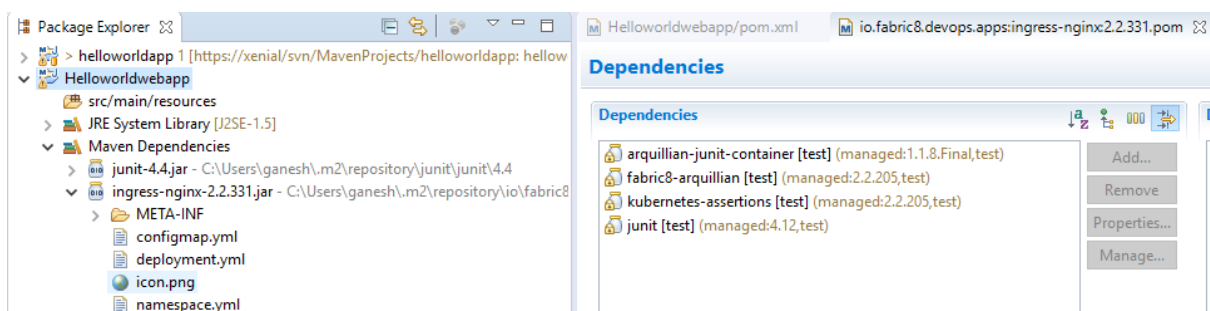 Package Explorer
> helloworldapp 1 [https://xenial/svn/MavenProjects/helloworldapp: hellow
Helloworldwebapp
src/main/resources
JRE System Library [J2SE-1.5]
Maven Dependencies
junit-4.4.jar - C:\Users\ganesh\.m2\repository\junit\junit\4.4
ingress-nginx-2.2.331.jar - C:\Users\ganesh\.m2\repository\io\fabric8
META-INF
configmap.yml
deployment.yml
icon.png
namespace.yml
Helloworldwebapp/pom.xml
io.fabric8.devops.apps:ingress-nginx:2.2.331.pom
Dependencies
Dependencies
arquillian-junit-container [test] (managed:1.1.8.Final,test)
fabric8-arquillian [test] (managed:2.2.205,test)
kubernetes-assertions [test] (managed:2.2.205,test)
junit [test] (managed:4.12,test)
Add...
Remove
Properties...
Manage...